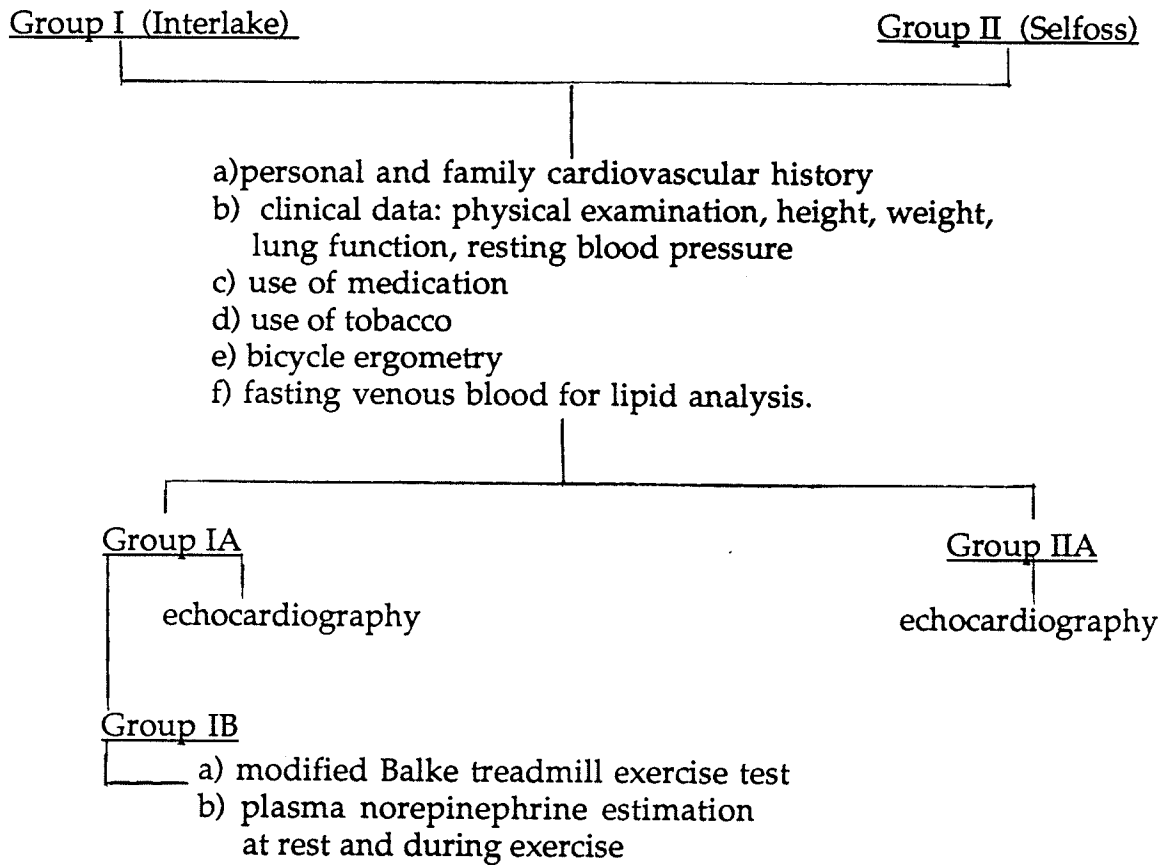 Group I (Interlake)
Group II (Selfoss)
a)personal and family cardiovascular history
b) clinical data: physical examination, height, weight,
lung function, resting blood pressure
c) use of medication
d) use of tobacco
e) bicycle ergometry
f) fasting venous blood for lipid analysis.
Group IA
Group IIA
echocardiography
echocardiography
Group IB
a) modified Balke treadmill exercise test
b) plasma norepinephrine estimation
at rest and during exercise